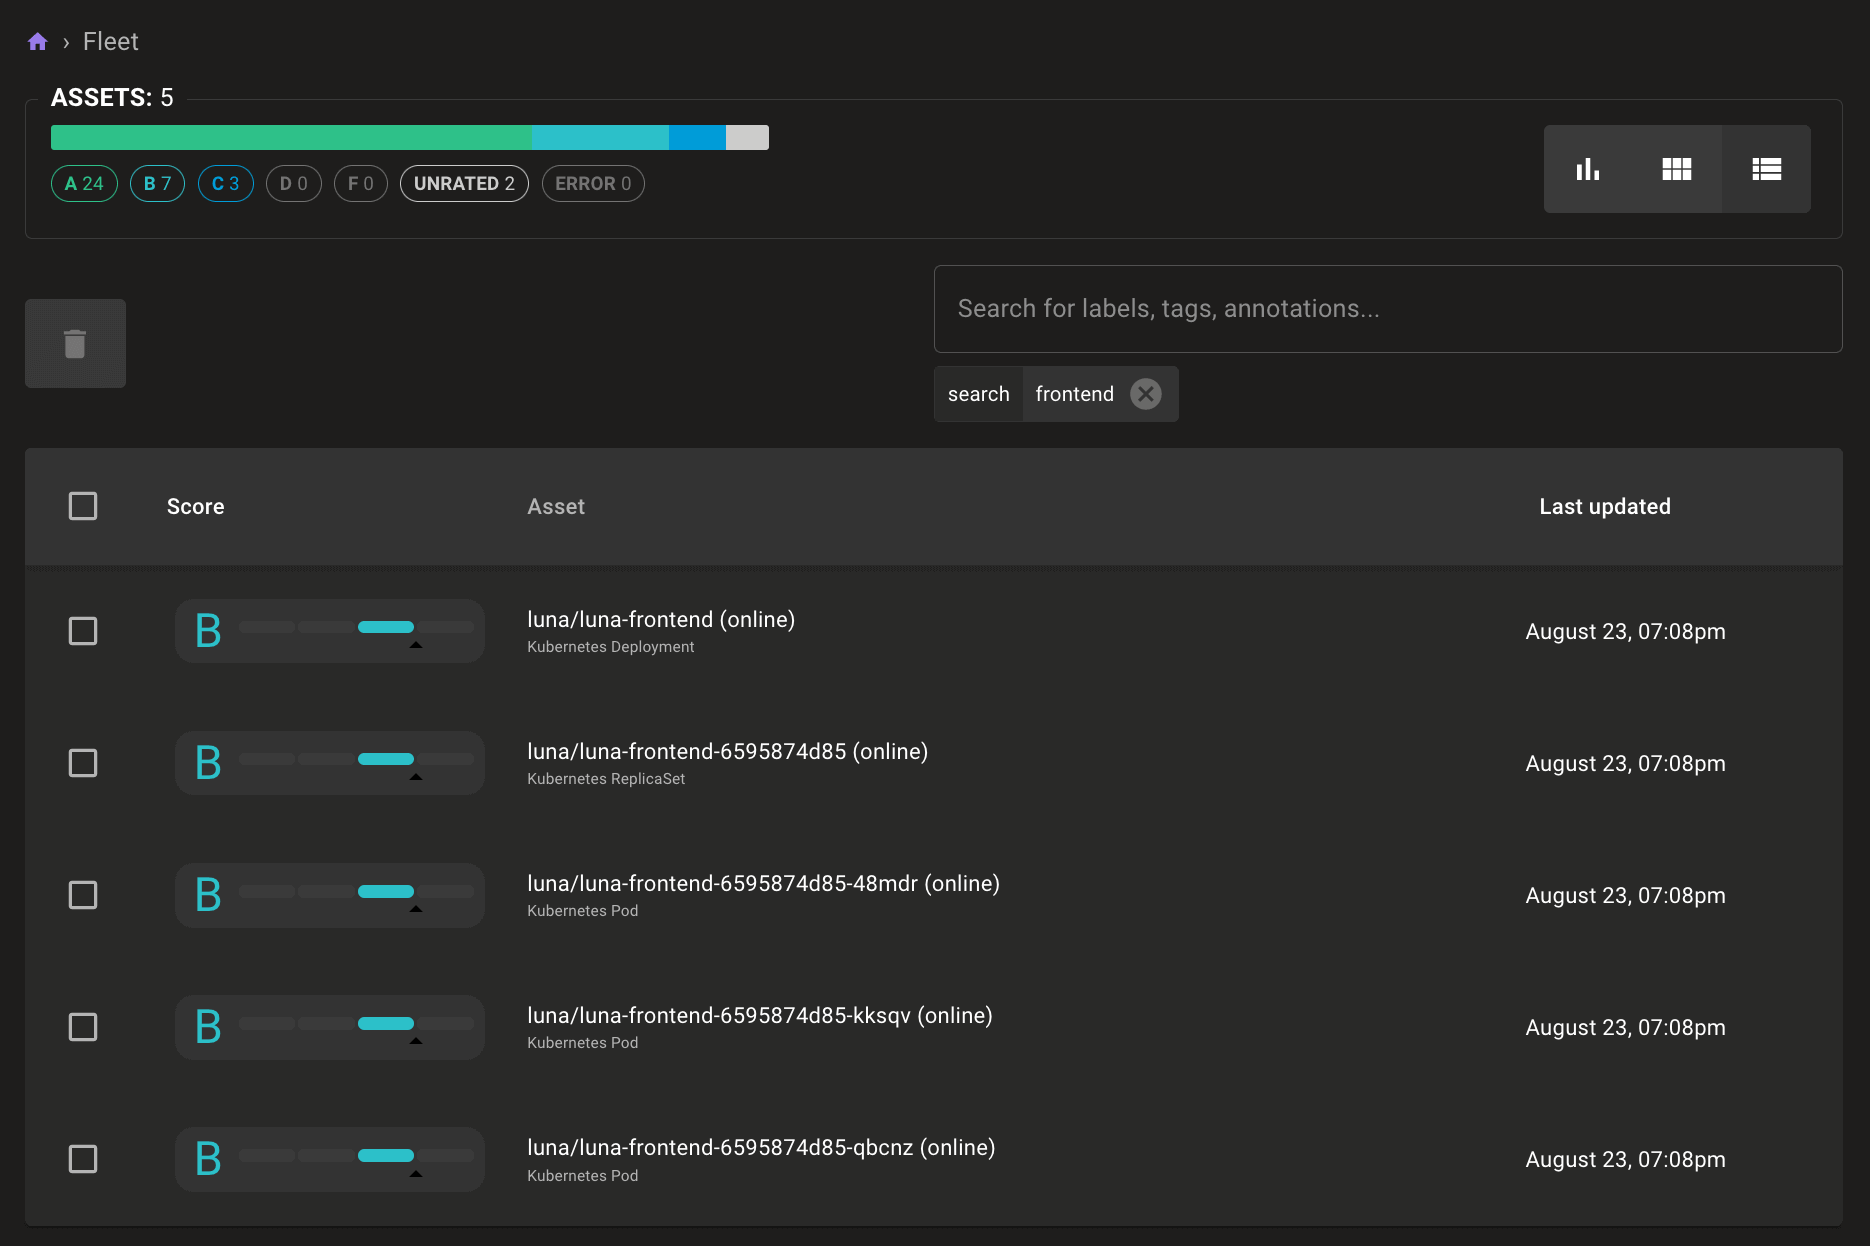 › Fleet
ASSETS: 5
A 24 B 7 C 3 D 0 F 0 UNRATED 2 ERROR 0
Search for labels, tags, annotations...
search frontend
Score Asset Last updated
B luna/luna-frontend (online) August 23, 07:08pm
Kubernetes Deployment
B luna/luna-frontend-6595874d85 (online) August 23, 07:08pm
Kubernetes ReplicaSet
B luna/luna-frontend-6595874d85-48mdr (online) August 23, 07:08pm
Kubernetes Pod
B luna/luna-frontend-6595874d85-kksqv (online) August 23, 07:08pm
Kubernetes Pod
B luna/luna-frontend-6595874d85-qbcnz (online) August 23, 07:08pm
Kubernetes Pod